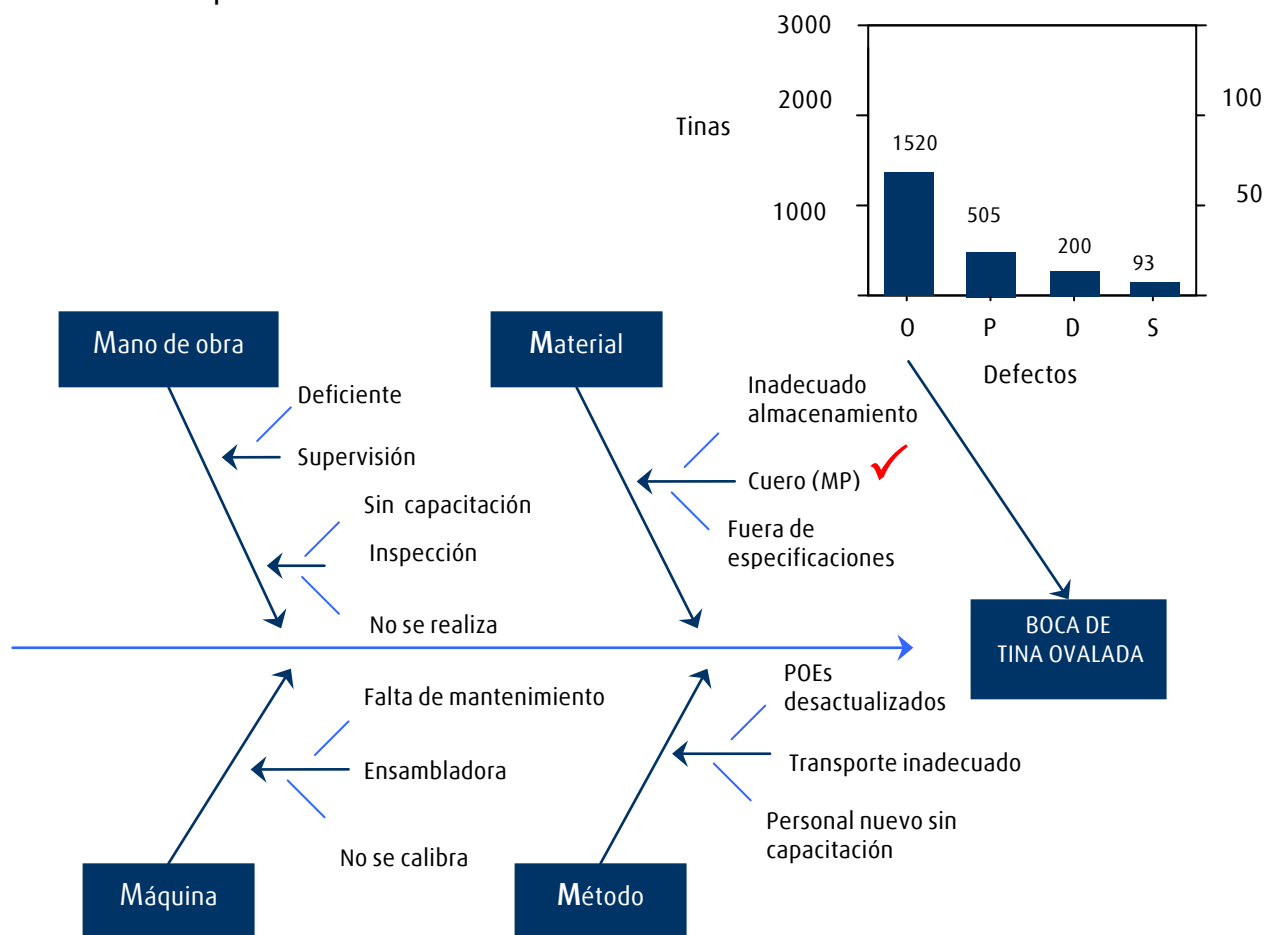 3000
2000
1000
Tinas
100
50
1520
505
200
93
O P D S
Defectos
Mano de obra
Deficiente
Supervisión
Sin capacitación
Inspección
No se realiza
Material
Inadecuado
almacenamiento
Cuero (MP)
Fuera de
especificaciones
BOCA DE
TINA OVALADA
Falta de mantenimiento
Ensambladora
No se calibra
Máquina
POEs
desactualizados
Transporte inadecuado
Personal nuevo sin
capacitación
Método